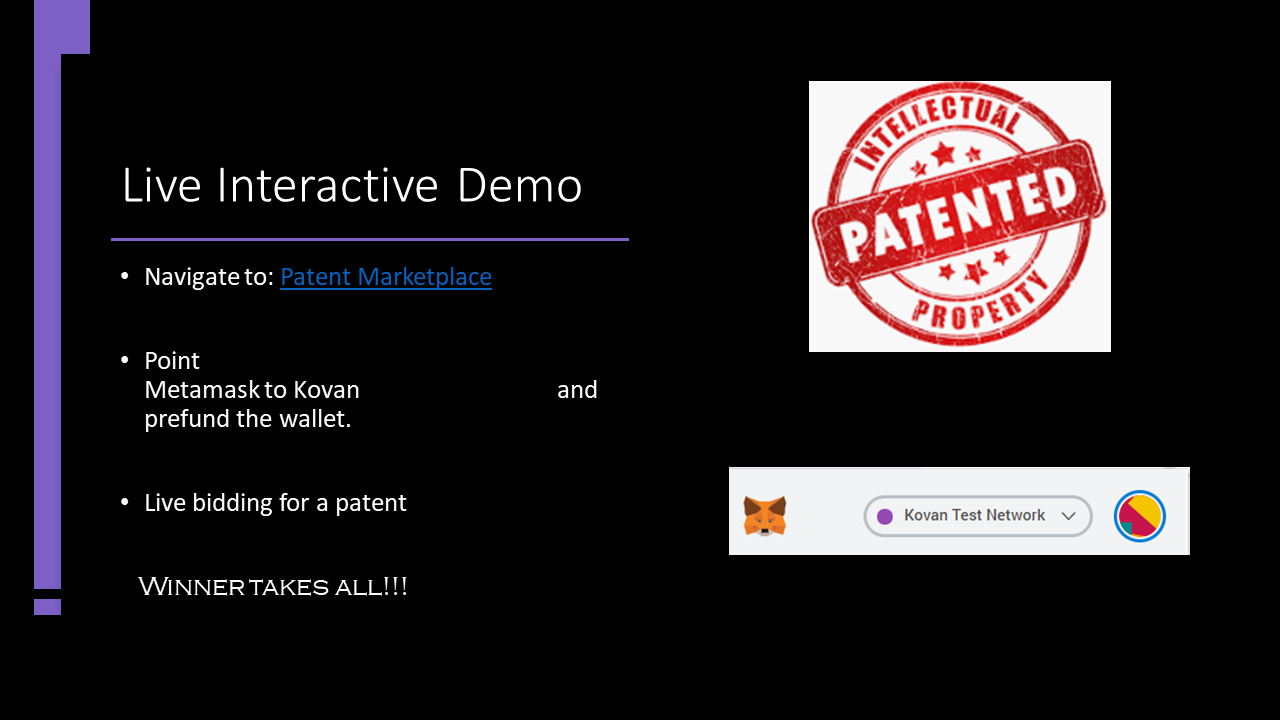 Live Interactive Demo
• Navigate to: Patent Marketplace
• Point
Metamask to Kovan and
prefund the wallet.
• Live bidding for a patent
WINNER TAKES ALL!!!
INTELLECTUAL
PATENTED
PROPERTY
Kovan Test Network